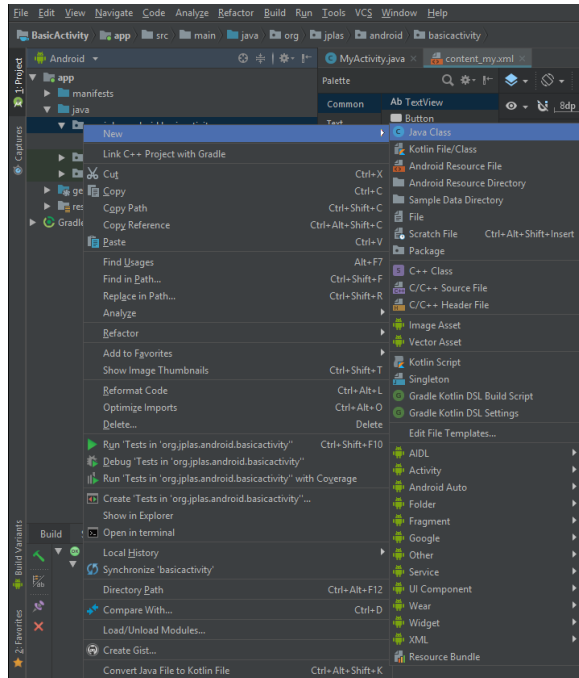 File Edit View Navigate Code Analyze Refactor Build Run Tools VCS Window Help
BasicActivity app src main java org jplas android basicactivity
Android MyActivity.java content_my.xml
1: Project
Captures
Build Variants
2: Favorites
app
manifests
java
Gradle
Palette
Common
Ab TextView
Button
8dp
New
Link C++ Project with Gradle
Cut Ctrl+X
Copy Ctrl+C
Copy Path Ctrl+Shift+C
Copy Reference Ctrl+Alt+Shift+C
Paste Ctrl+V
Find Usages Alt+F7
Find in Path... Ctrl+Shift+F
Replace in Path... Ctrl+Shift+R
Analyze
Refactor
Add to Favorites
Show Image Thumbnails Ctrl+Shift+T
Reformat Code Ctrl+Alt+L
Optimize Imports Ctrl+Alt+O
Delete... Delete
Run 'Tests in 'org.jplas.android.basicactivity'' Ctrl+Shift+F10
Debug 'Tests in 'org.jplas.android.basicactivity''
Run 'Tests in 'org.jplas.android.basicactivity'' with Coverage
Create 'Tests in 'org.jplas.android.basicactivity''...
Show in Explorer
Open in terminal
Local History
Synchronize 'basicactivity'
Directory Path Ctrl+Alt+F12
Compare With... Ctrl+D
Load/Unload Modules...
Create Gist...
Convert Java File to Kotlin File Ctrl+Alt+Shift+K
Java Class
Kotlin File/Class
Android Resource File
Android Resource Directory
Sample Data Directory
File
Scratch File Ctrl+Alt+Shift+Insert
Package
C++ Class
C/C++ Source File
C/C++ Header File
Image Asset
Vector Asset
Kotlin Script
Singleton
Gradle Kotlin DSL Build Script
Gradle Kotlin DSL Settings
Edit File Templates...
AIDL
Activity
Android Auto
Folder
Fragment
Google
Other
Service
UI Component
Wear
Widget
XML
Resource Bundle
Build